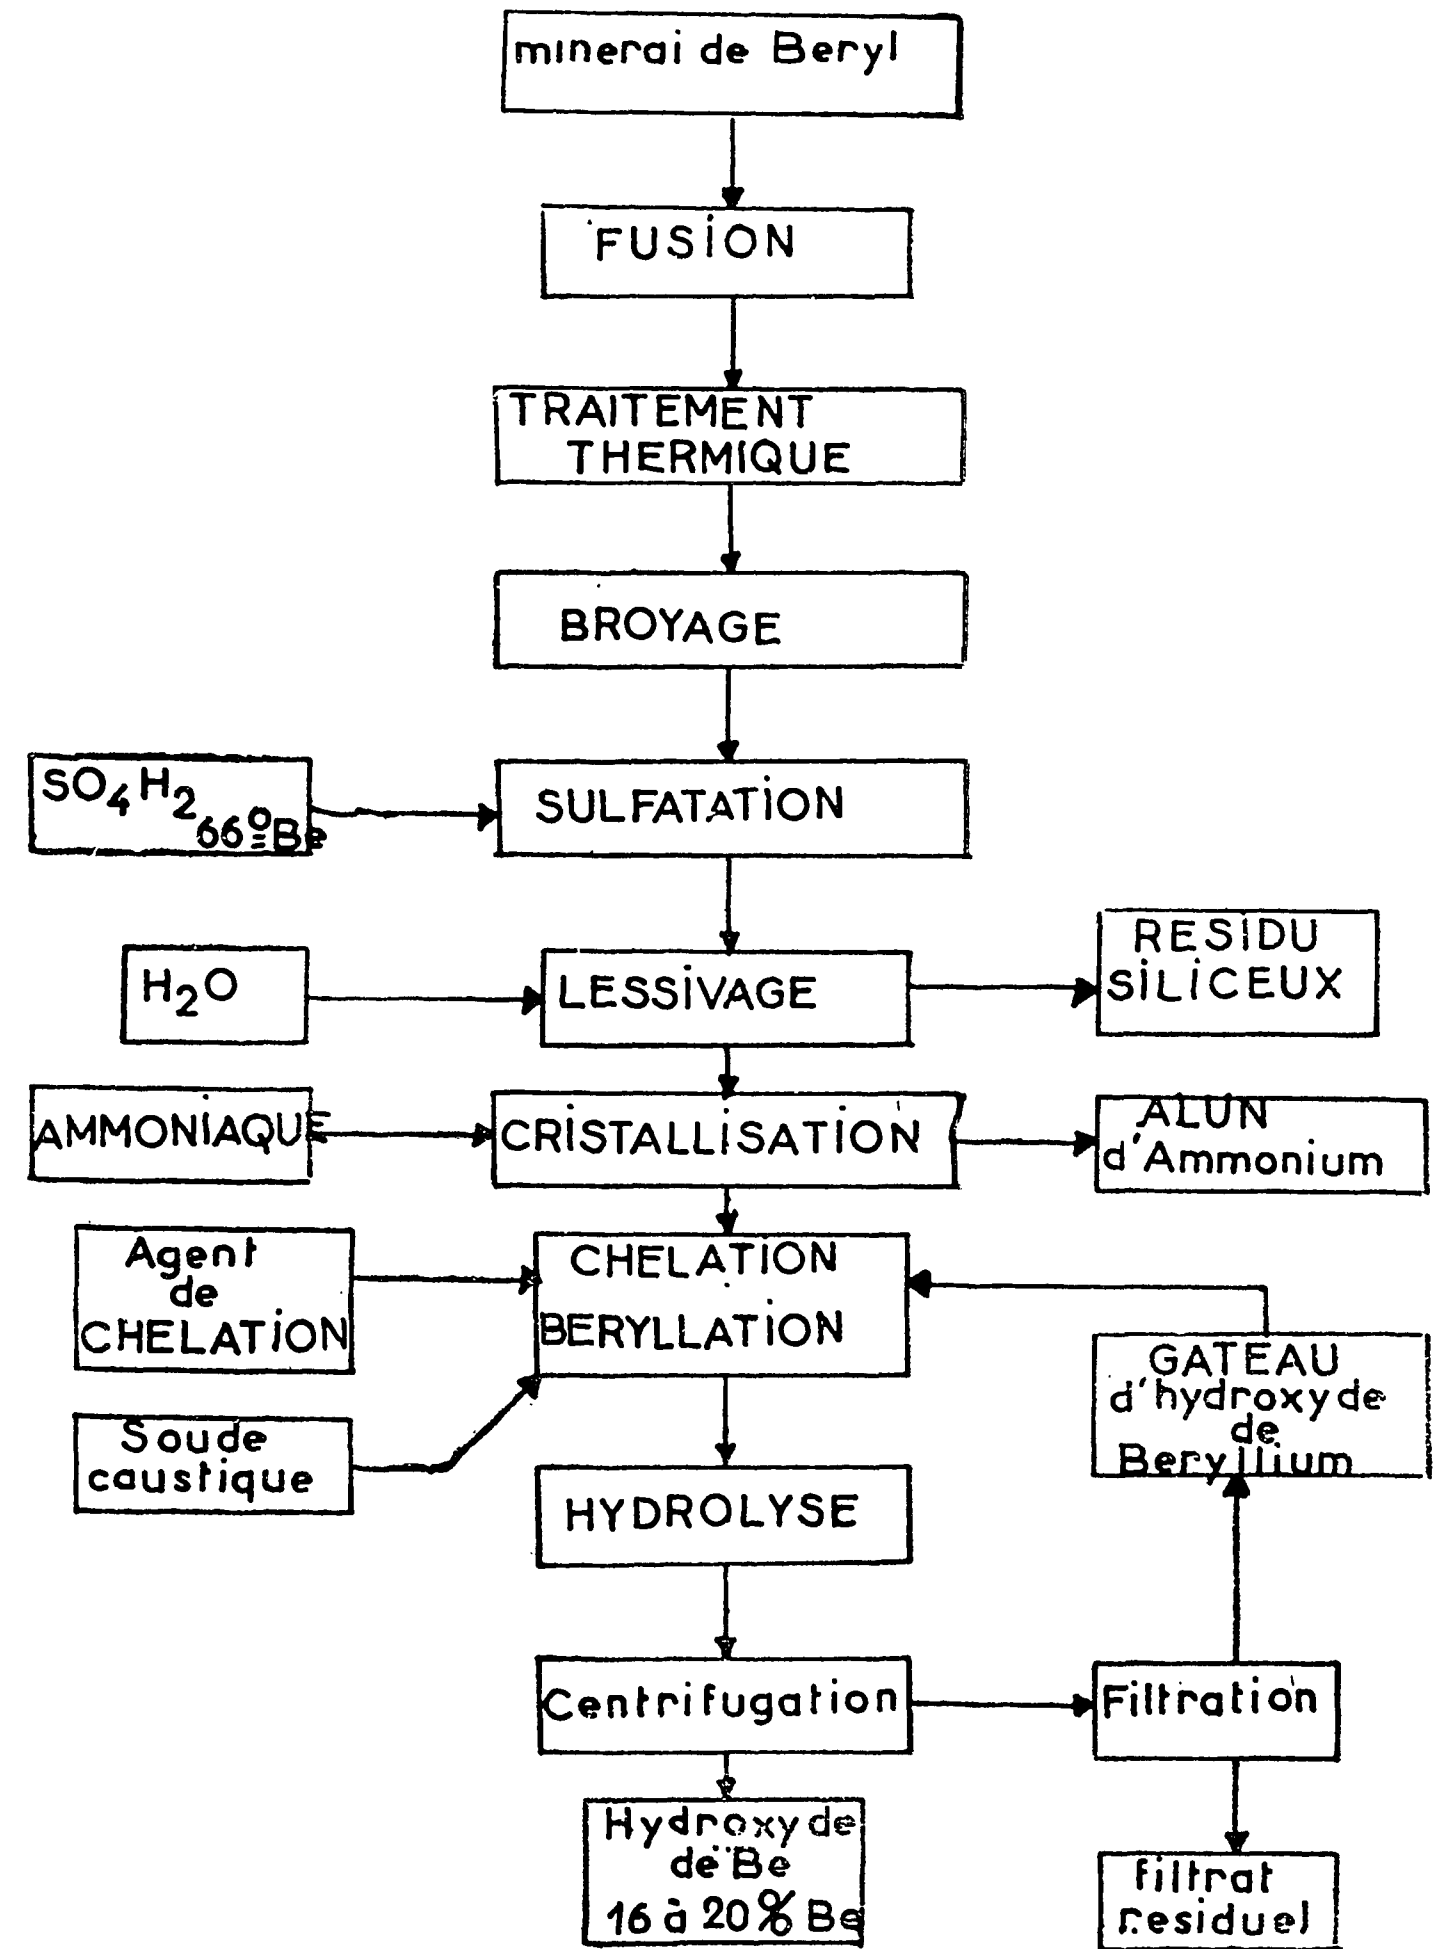 minerai de Beryl
FUSION
TRAITEMENT
THERMIQUE
BROYAGE
SO4H2
66ºBe
SULFATATION
H2O
LESSIVAGE
RESIDU
SILICEUX
AMMONIAQUE
CRISTALLISATION
ALUN
d'Ammonium
Agent
de
CHELATION
CHELATION
BERYLLATION
GATEAU
d'hydroxyde
de
Beryllium
Soude
caustique
HYDROLYSE
Centrifugation
Filtration
Hydroxyde
de Be
16 à 20% Be
filtrat
residuel